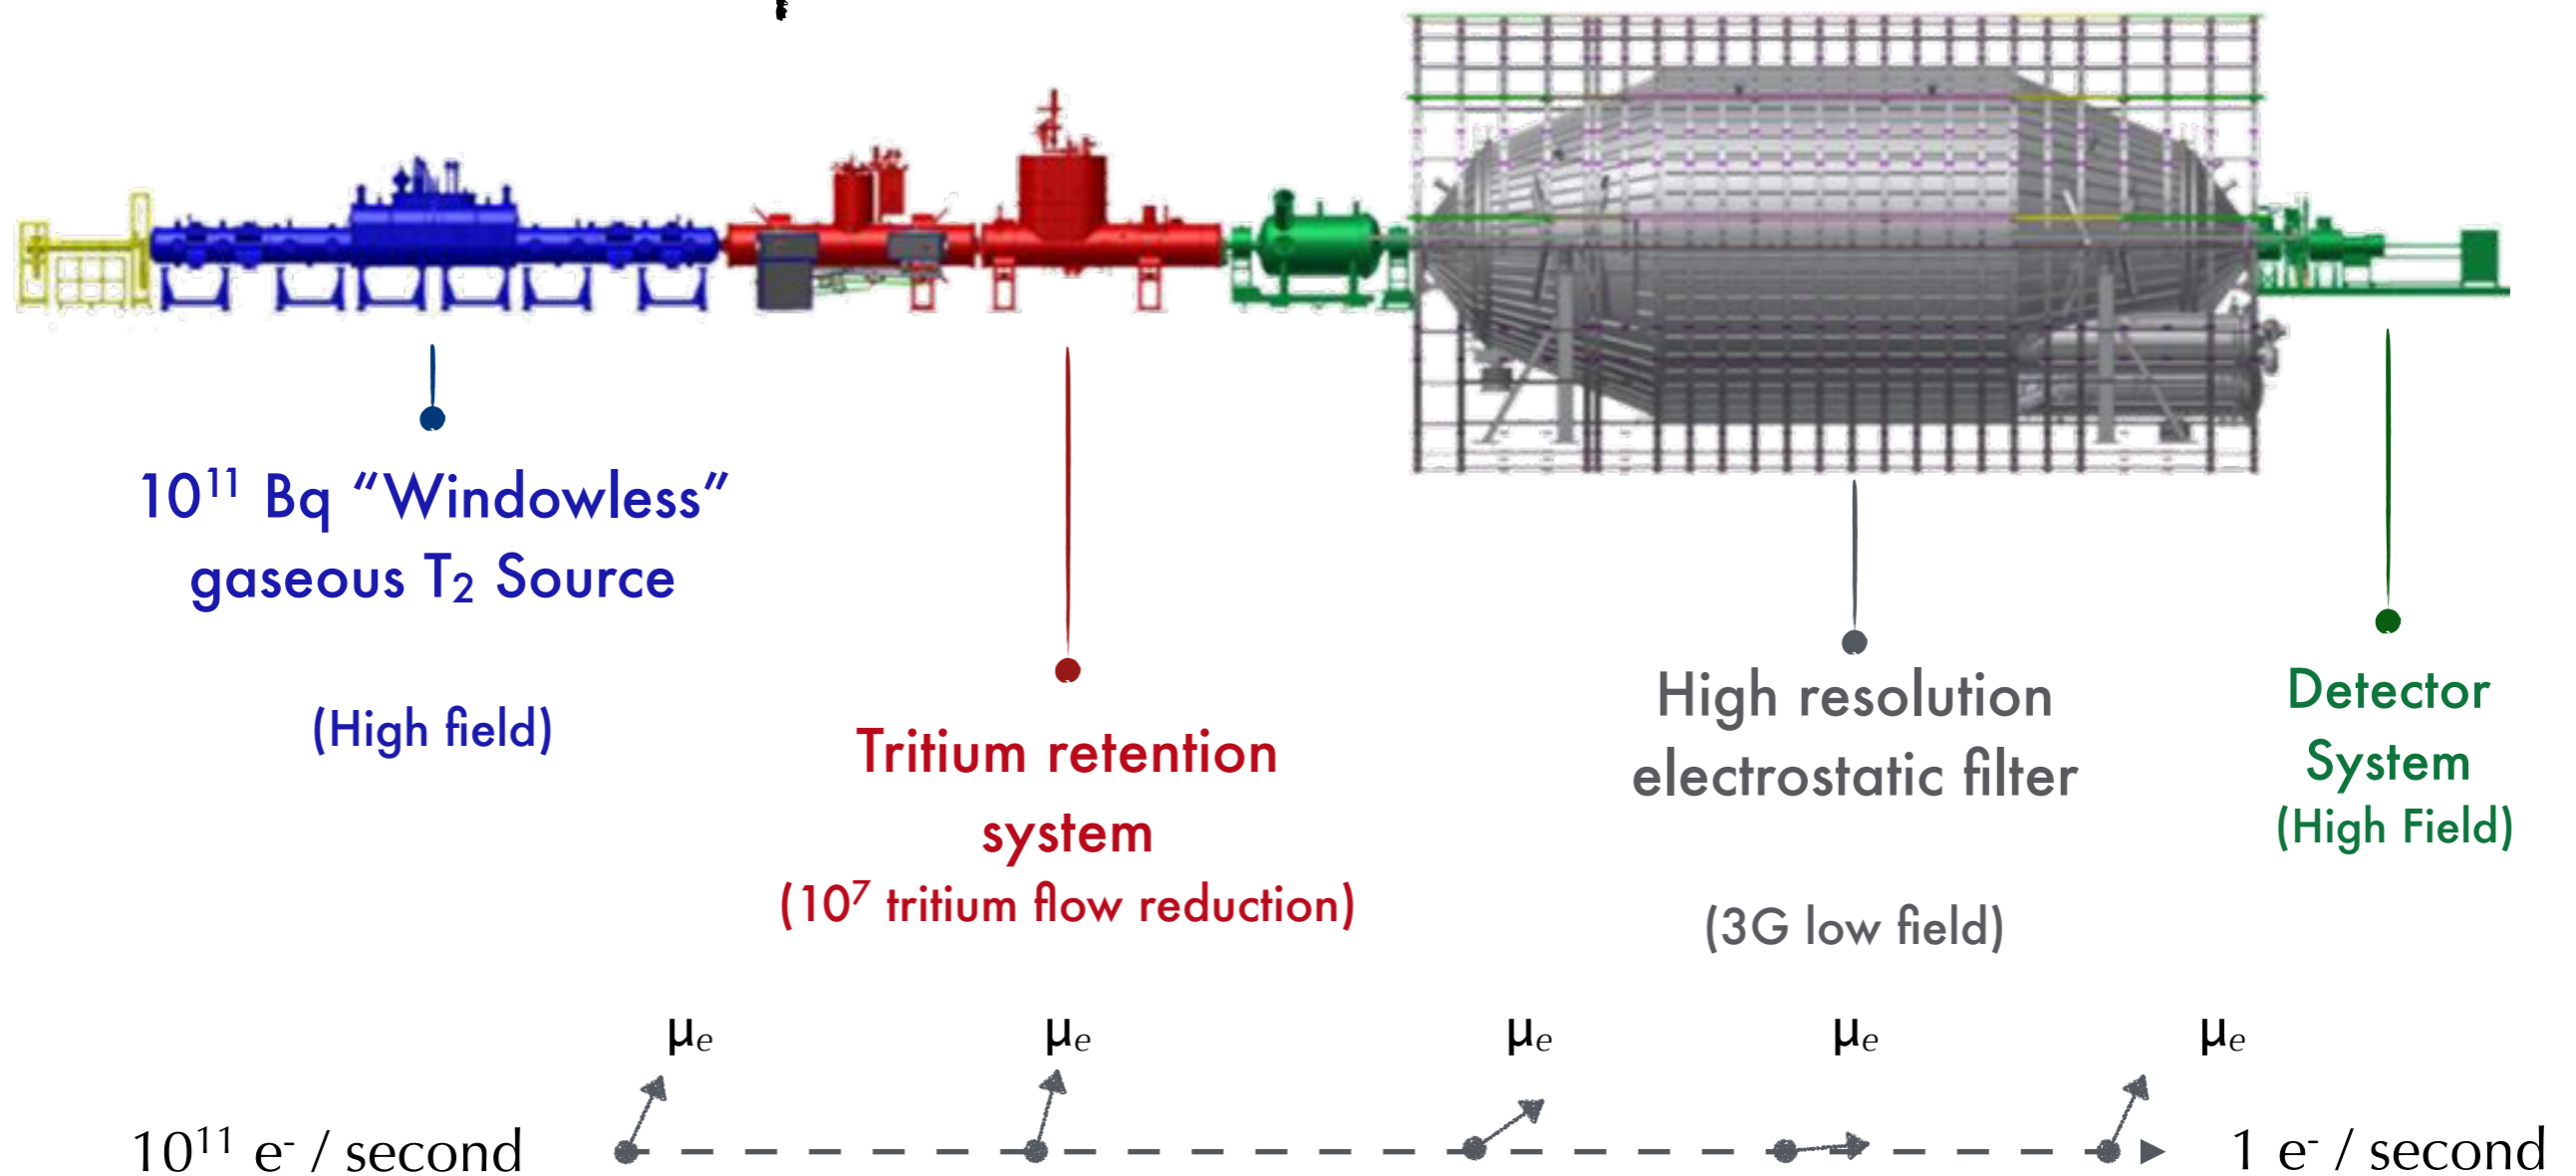 10¹¹ Bq “Windowless”
gaseous T₂ Source
(High field)
Tritium retention
system
(10⁷ tritium flow reduction)
High resolution
electrostatic filter
(3G low field)
Detector
System
(High Field)
μₑ μₑ μₑ μₑ μₑ
10¹¹ e⁻ / second 1 e⁻ / second